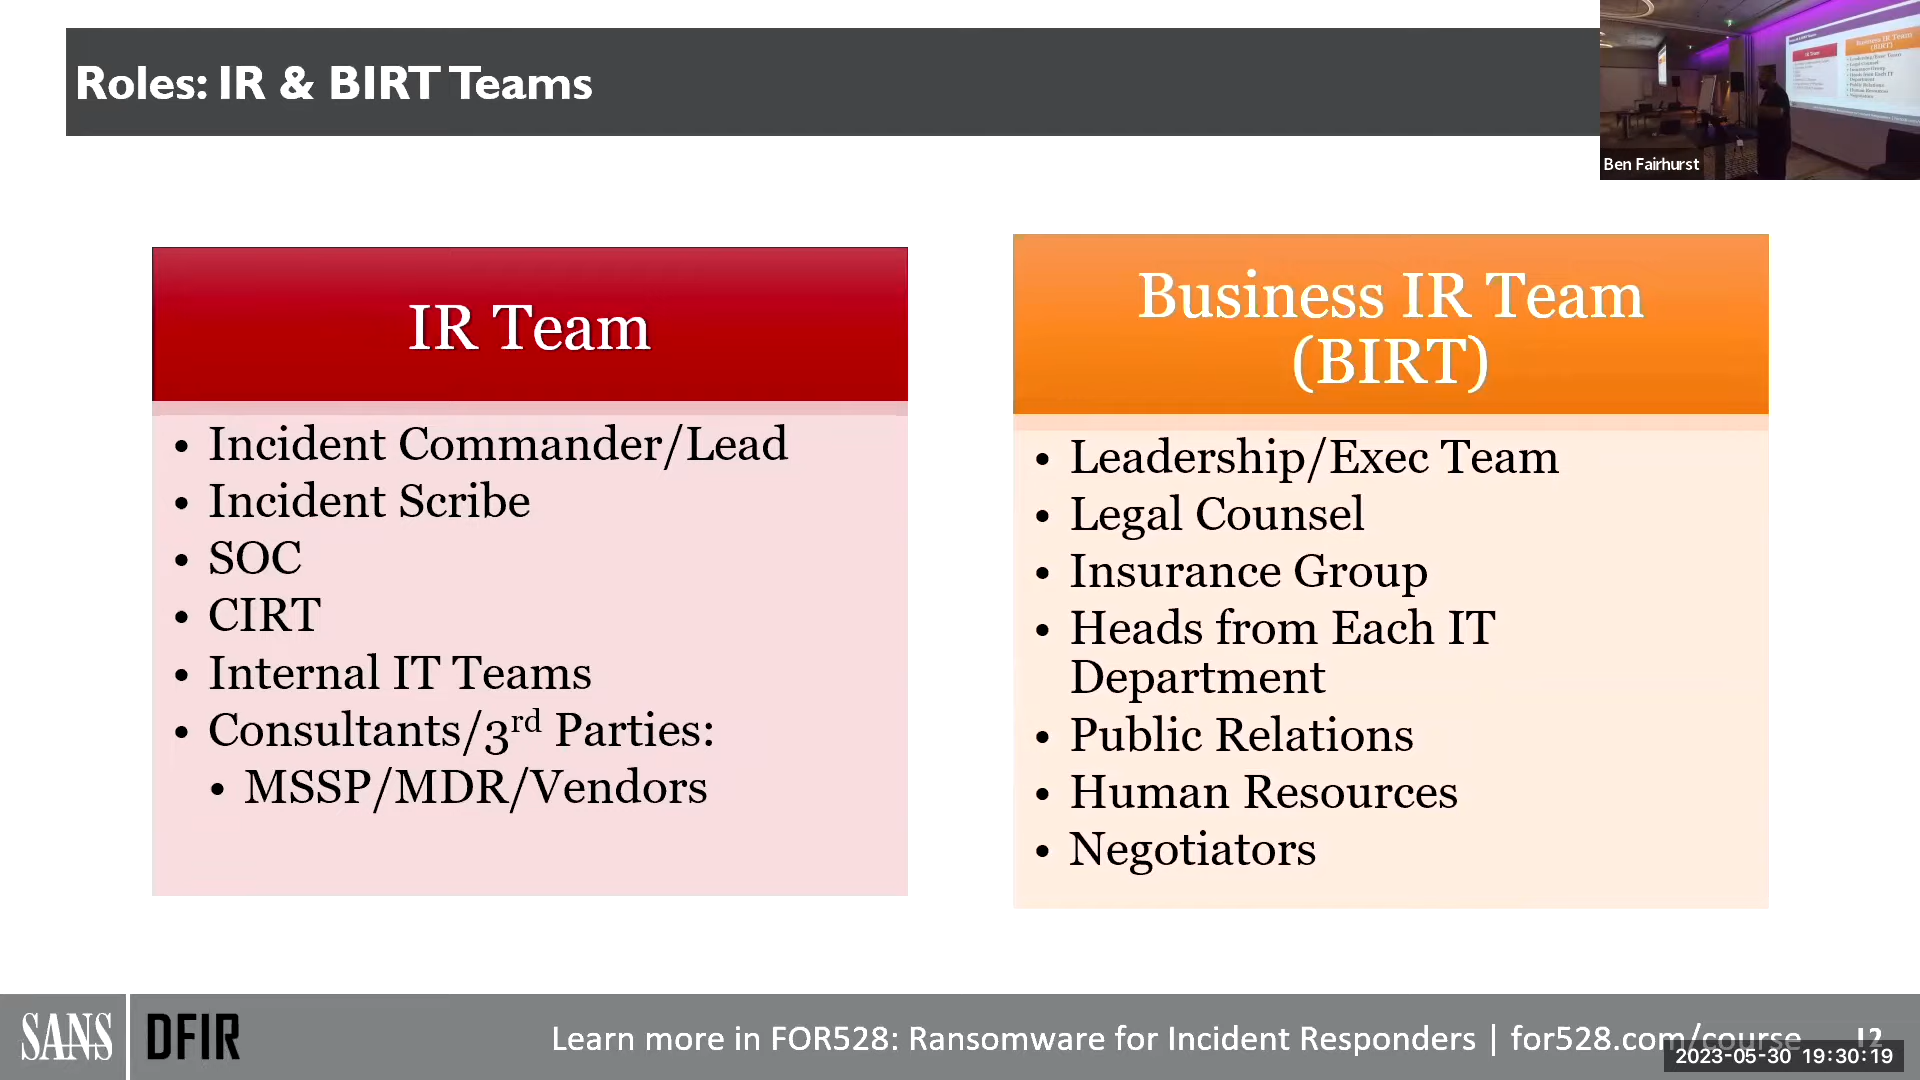 Roles: IR & BIRT Teams
Ben Fairhurst
IR Team
• Incident Commander/Lead
• Incident Scribe
• SOC
• CIRT
• Internal IT Teams
• Consultants/3rd Parties:
• MSSP/MDR/Vendors
Business IR Team
(BIRT)
• Leadership/Exec Team
• Legal Counsel
• Insurance Group
• Heads from Each IT
Department
• Public Relations
• Human Resources
• Negotiators
SANS DFIR
Learn more in FOR528: Ransomware for Incident Responders | for528.com/course 12
2023-05-30 19:30:19